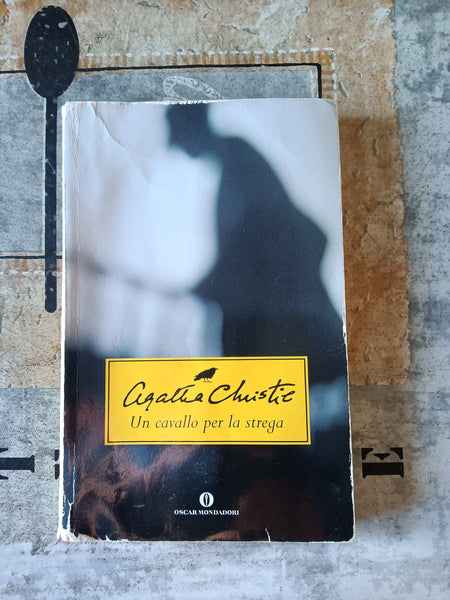 Agatha Christie
Un cavallo per la strega
OSCAR MONDADORI
E